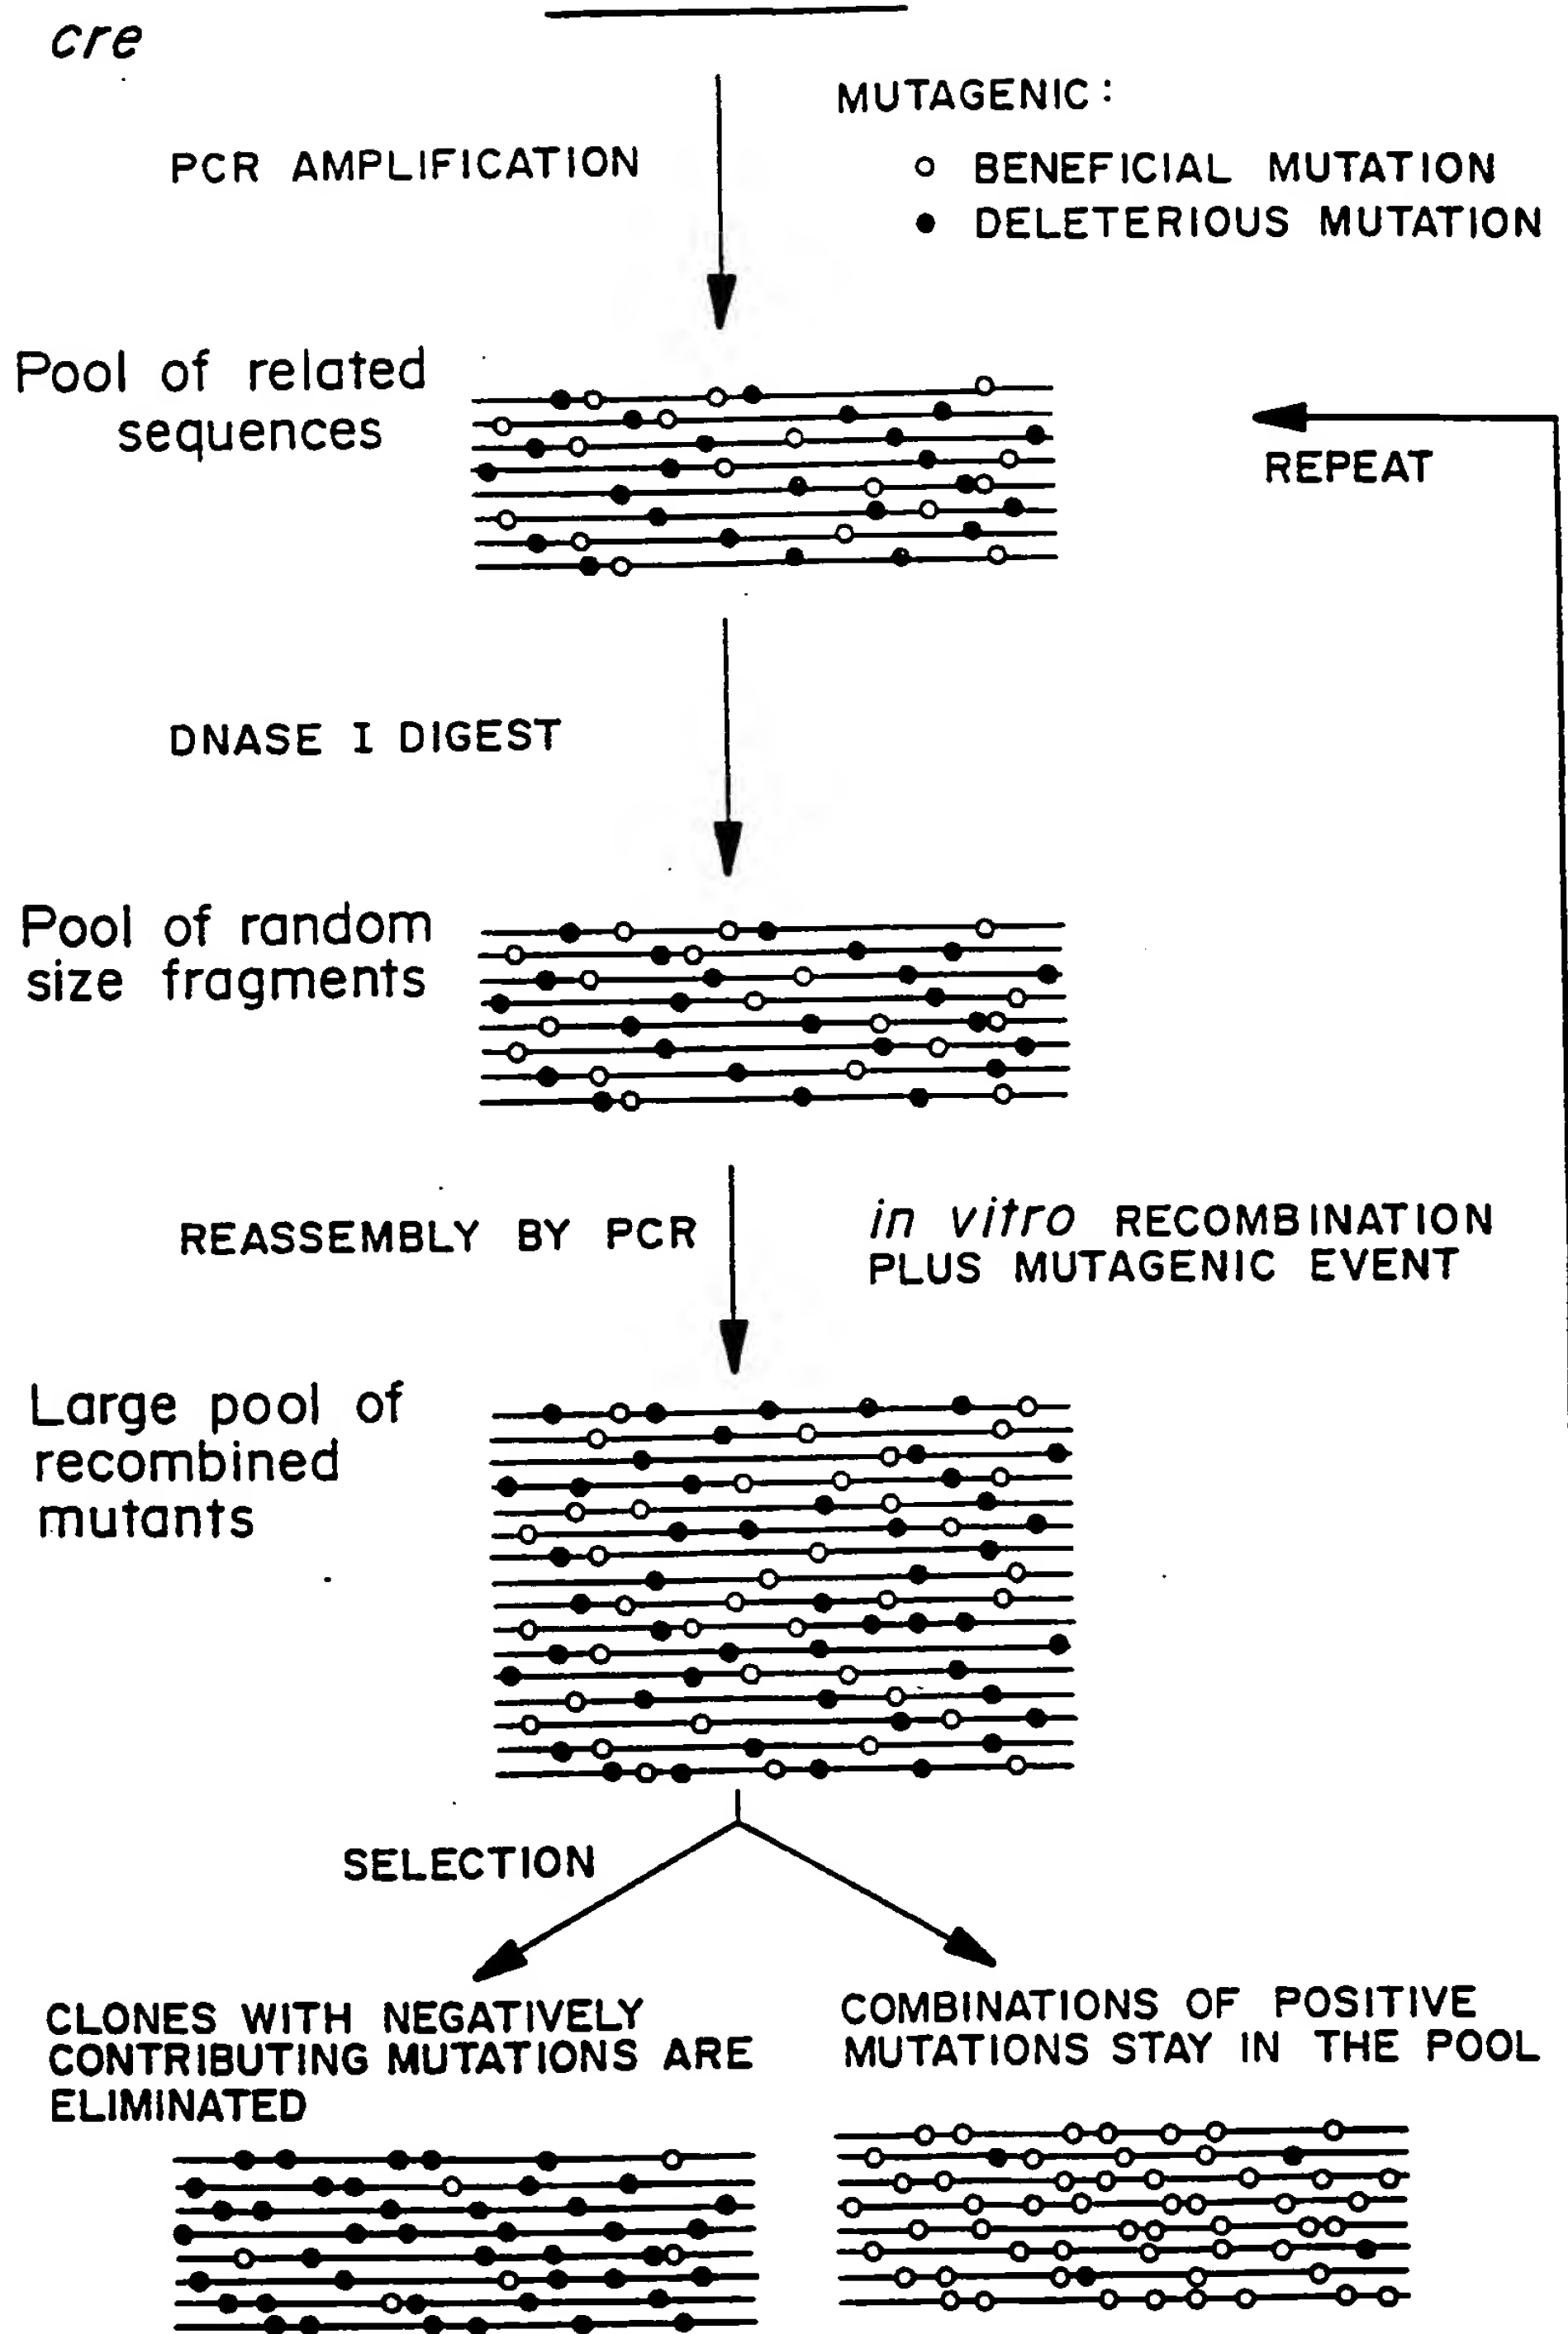 cre
MUTAGENIC:
PCR AMPLIFICATION
BENEFICIAL MUTATION
DELETERIOUS MUTATION
Pool of related
sequences
REPEAT
DNASE I DIGEST
Pool of random
size fragments
REASSEMBLY BY PCR
in vitro RECOMBINATION
PLUS MUTAGENIC EVENT
Large pool of
recombined
mutants
SELECTION
CLONES WITH NEGATIVELY
CONTRIBUTING MUTATIONS ARE
ELIMINATED
COMBINATIONS OF POSITIVE
MUTATIONS STAY IN THE POOL